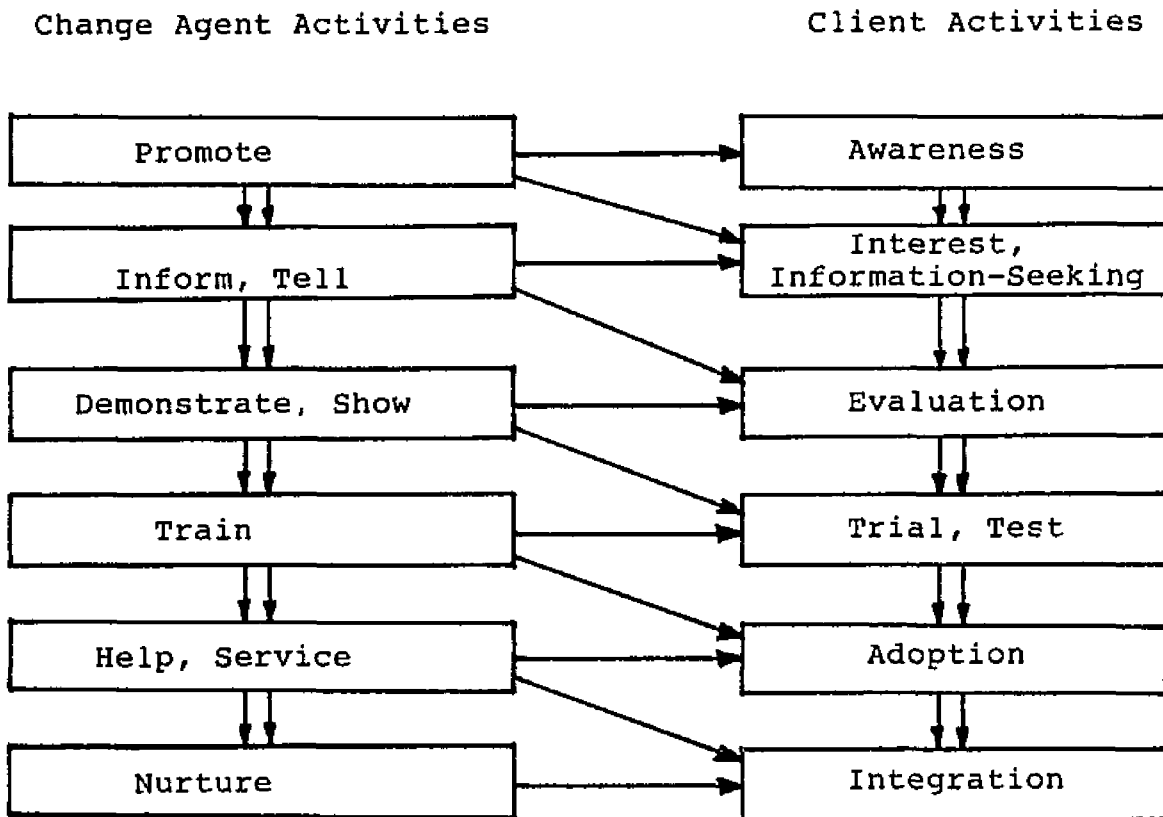 Change Agent Activities
Client Activities
Promote
Awareness
Inform, Tell
Interest,
Information-Seeking
Demonstrate, Show
Evaluation
Train
Trial, Test
Help, Service
Adoption
Nurture
Integration